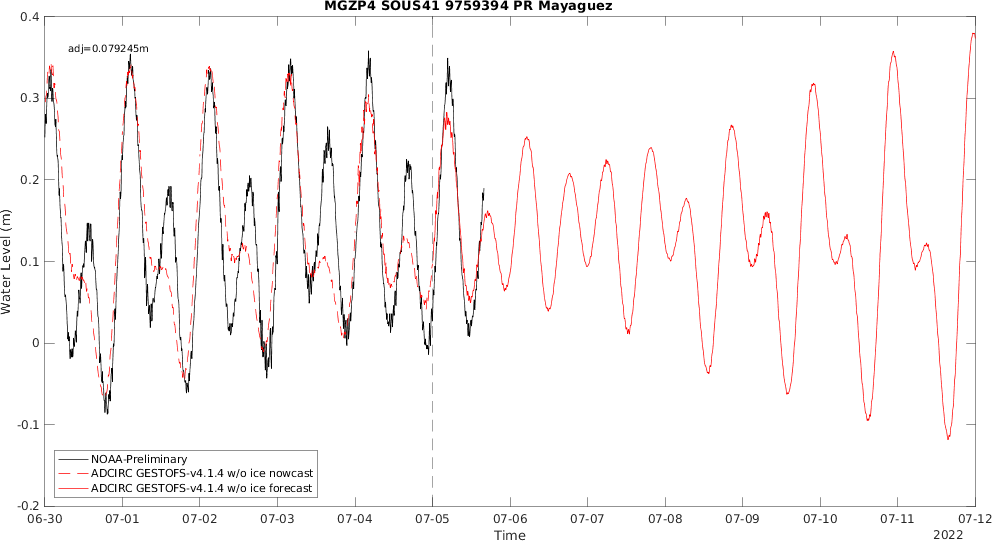 MGZP4 SOUS41 9759394 PR Mayaguez
adj=0.079245m
Water Level (m)
0.4
0.3
0.2
0.1
0
-0.1
-0.2
NOAA-Preliminary
ADCIRC GESTOFS-v4.1.4 w/o ice nowcast
ADCIRC GESTOFS-v4.1.4 w/o ice forecast
06-30 07-01 07-02 07-03 07-04 07-05 07-06 07-07 07-08 07-09 07-10 07-11 07-12
Time
2022